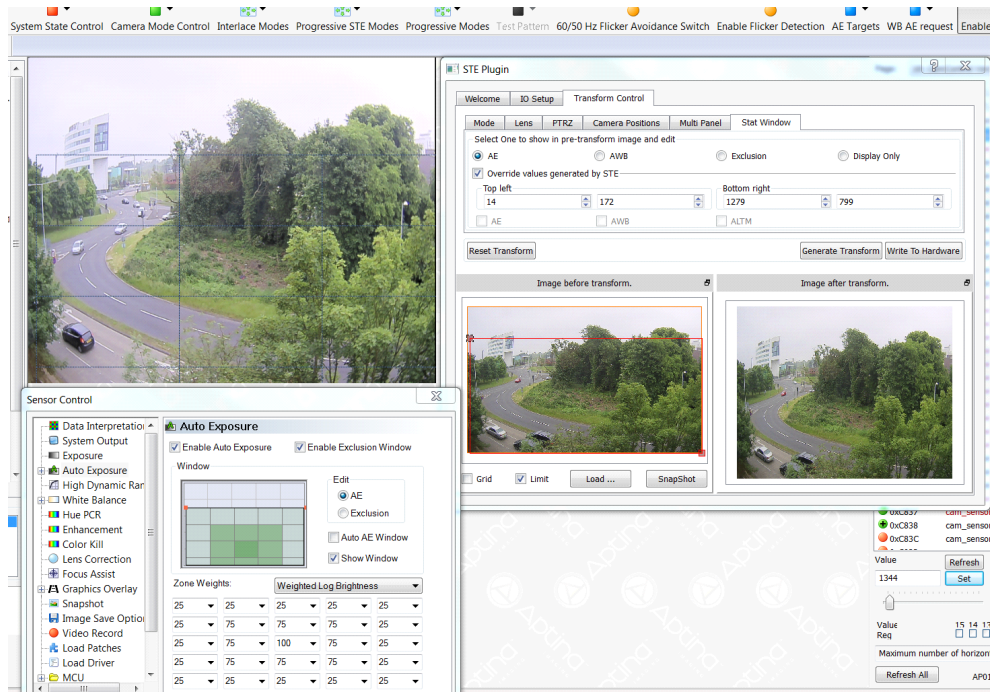 System State Control Camera Mode Control Interlace Modes Progressive STE Modes Progressive Modes Test Pattern 60/50 Hz Flicker Avoidance Switch Enable Flicker Detection AE Targets WB AE request Enable
STE Plugin
Welcome IO Setup Transform Control
Mode Lens PTRZ Camera Positions Multi Panel Stat Window
Select One to show in pre-transform image and edit
AE AWB Exclusion Display Only
Override values generated by STE
Top left Bottom right
14 172 1279 799
AE AWB ALTM
Reset Transform Generate Transform Write To Hardware
Image before transform. Image after transform.
Grid Limit Load ... SnapShot
Sensor Control
Data Interpretation
System Output
Exposure
Auto Exposure
High Dynamic Ran
White Balance
Hue PCR
Enhancement
Color Kill
Lens Correction
Focus Assist
Graphics Overlay
Snapshot
Image Save Option
Video Record
Load Patches
Load Driver
MCU
Auto Exposure
Enable Auto Exposure Enable Exclusion Window
Window
Edit
AE
Exclusion
Auto AE Window
Show Window
Zone Weights: Weighted Log Brightness
25 25 25 25 25
25 75 75 75 25
25 75 100 75 25
25 75 75 75 25
25 25 25 25 25
Aptina
0xC837 cam_senso
0xC838 cam_senso
0xC83C cam_senso
Value Refresh
1344 Set
Value 15 14 13
Reg
Maximum number of horizon
Refresh All AP01